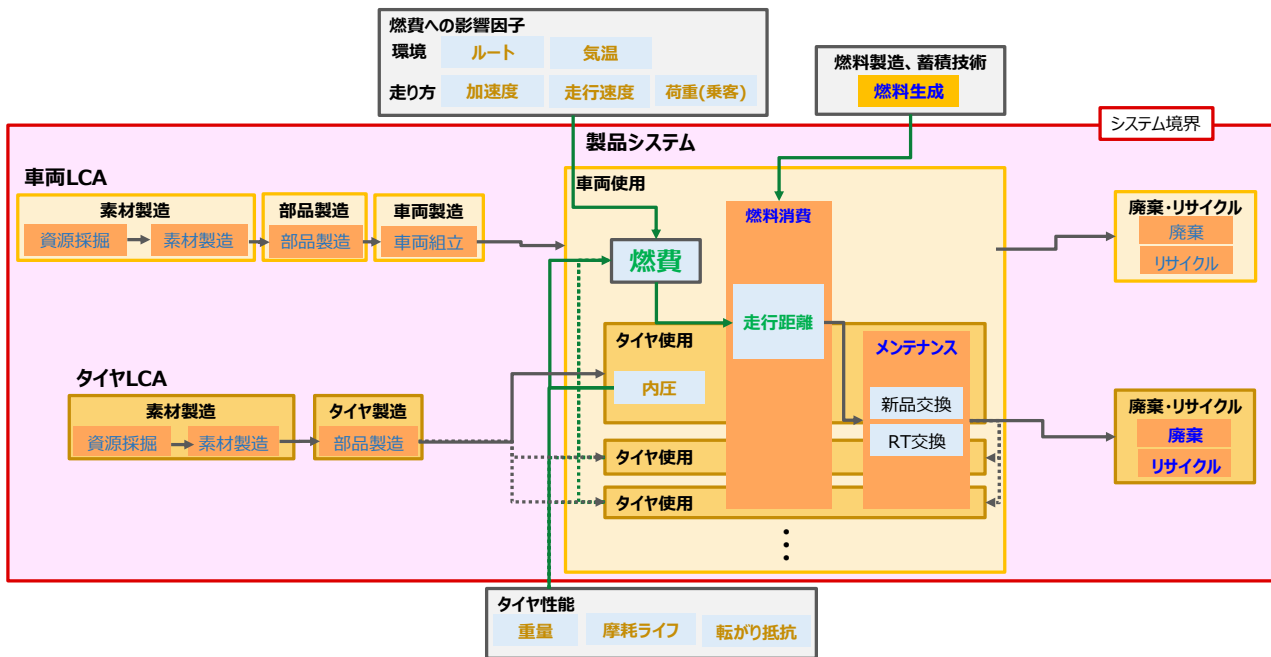 燃費への影響因子
環境 ルート 気温
走り方 加速度 走行速度 荷重(乗客)
燃料製造、蓄積技術
燃料生成
システム境界
製品システム
車両LCA
素材製造 部品製造 車両製造
資源採掘 素材製造 部品製造 車両組立
車両使用
燃料消費
燃費
走行距離
廃棄・リサイクル
廃棄
リサイクル
タイヤ使用
内圧
メンテナンス
新品交換
RT交換
タイヤLCA
素材製造 タイヤ製造
資源採掘 素材製造 部品製造
タイヤ使用
タイヤ使用
廃棄・リサイクル
廃棄
リサイクル
タイヤ性能
重量 摩耗ライフ 転がり抵抗